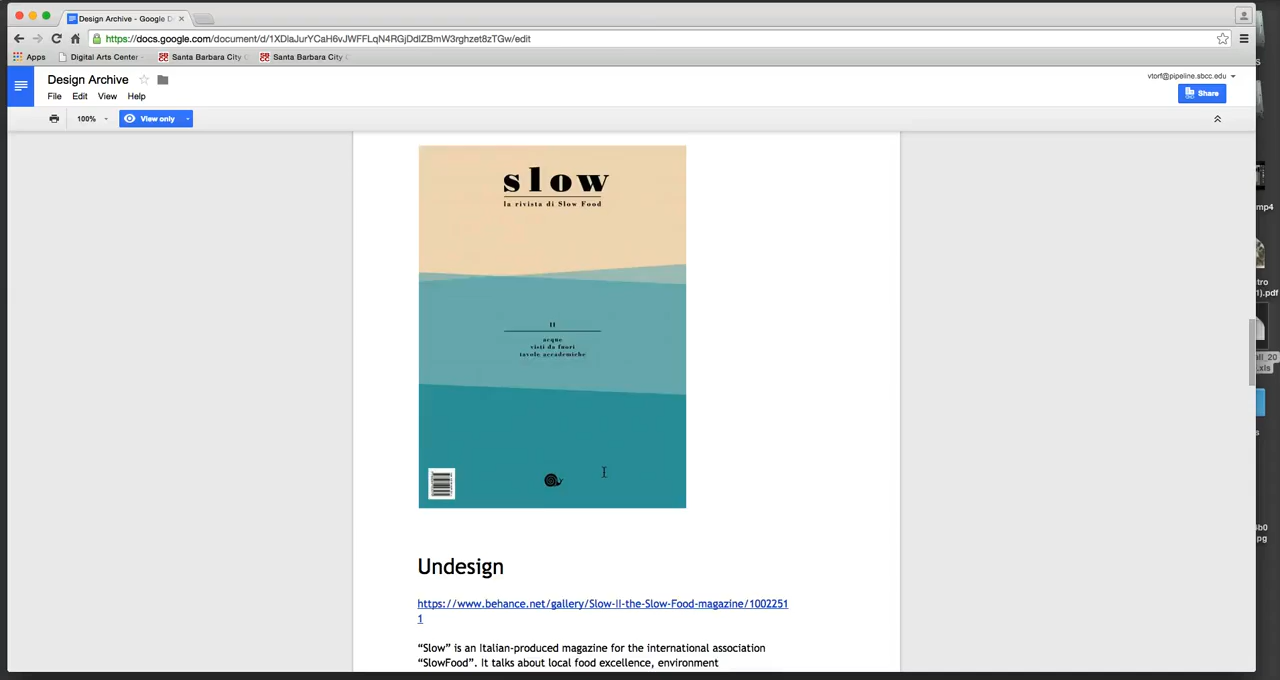 Design Archive - Google D
https://docs.google.com/document/d/1XDlaJurYCaH6vJWFFLqN4RGjDdlZBmW3rghzet8zTGw/edit
Apps
Digital Arts Center
Santa Barbara City
Santa Barbara City
Design Archive
vtorf@pipeline.sbcc.edu
File Edit View Help
Share
100%
View only
slow
la rivista di Slow Food
II
acque
visti da fuori
tavole accademiche
Undesign
https://www.behance.net/gallery/Slow-II-the-Slow-Food-magazine/1002251
1
“Slow” is an Italian-produced magazine for the international association
“SlowFood”. It talks about local food excellence, environment
mp4
.xls